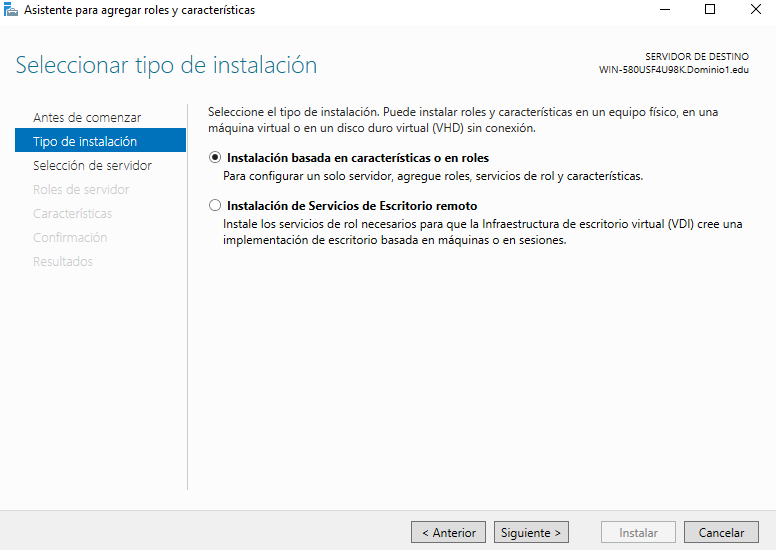 Asistente para agregar roles y características
Seleccionar tipo de instalación
SERVIDOR DE DESTINO
WIN-580USF4U98K.Dominio1.edu
Antes de comenzar
Tipo de instalación
Selección de servidor
Roles de servidor
Características
Confirmación
Resultados
Seleccione el tipo de instalación. Puede instalar roles y características en un equipo físico, en una
máquina virtual o en un disco duro virtual (VHD) sin conexión.
Instalación basada en características o en roles
Para configurar un solo servidor, agregue roles, servicios de rol y características.
Instalación de Servicios de Escritorio remoto
Instale los servicios de rol necesarios para que la Infraestructura de escritorio virtual (VDI) cree una
implementación de escritorio basada en máquinas o en sesiones.
< Anterior
Siguiente >
Instalar
Cancelar